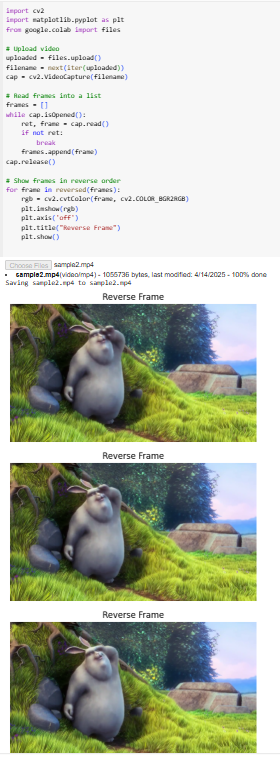 import cv2
import matplotlib.pyplot as plt
from google.colab import files
# Upload video
uploaded = files.upload()
filename = next(iter(uploaded))
cap = cv2.VideoCapture(filename)
# Read frames into a list
frames = []
while cap.isOpened():
    ret, frame = cap.read()
    if not ret:
        break
    frames.append(frame)
cap.release()
# Show frames in reverse order
for frame in reversed(frames):
    rgb = cv2.cvtColor(frame, cv2.COLOR_BGR2RGB)
    plt.imshow(rgb)
    plt.axis('off')
    plt.title("Reverse Frame")
    plt.show()
Choose Files sample2.mp4
• sample2.mp4(video/mp4) - 1055736 bytes, last modified: 4/14/2025 - 100% done
Saving sample2.mp4 to sample2.mp4
Reverse Frame
Reverse Frame
Reverse Frame